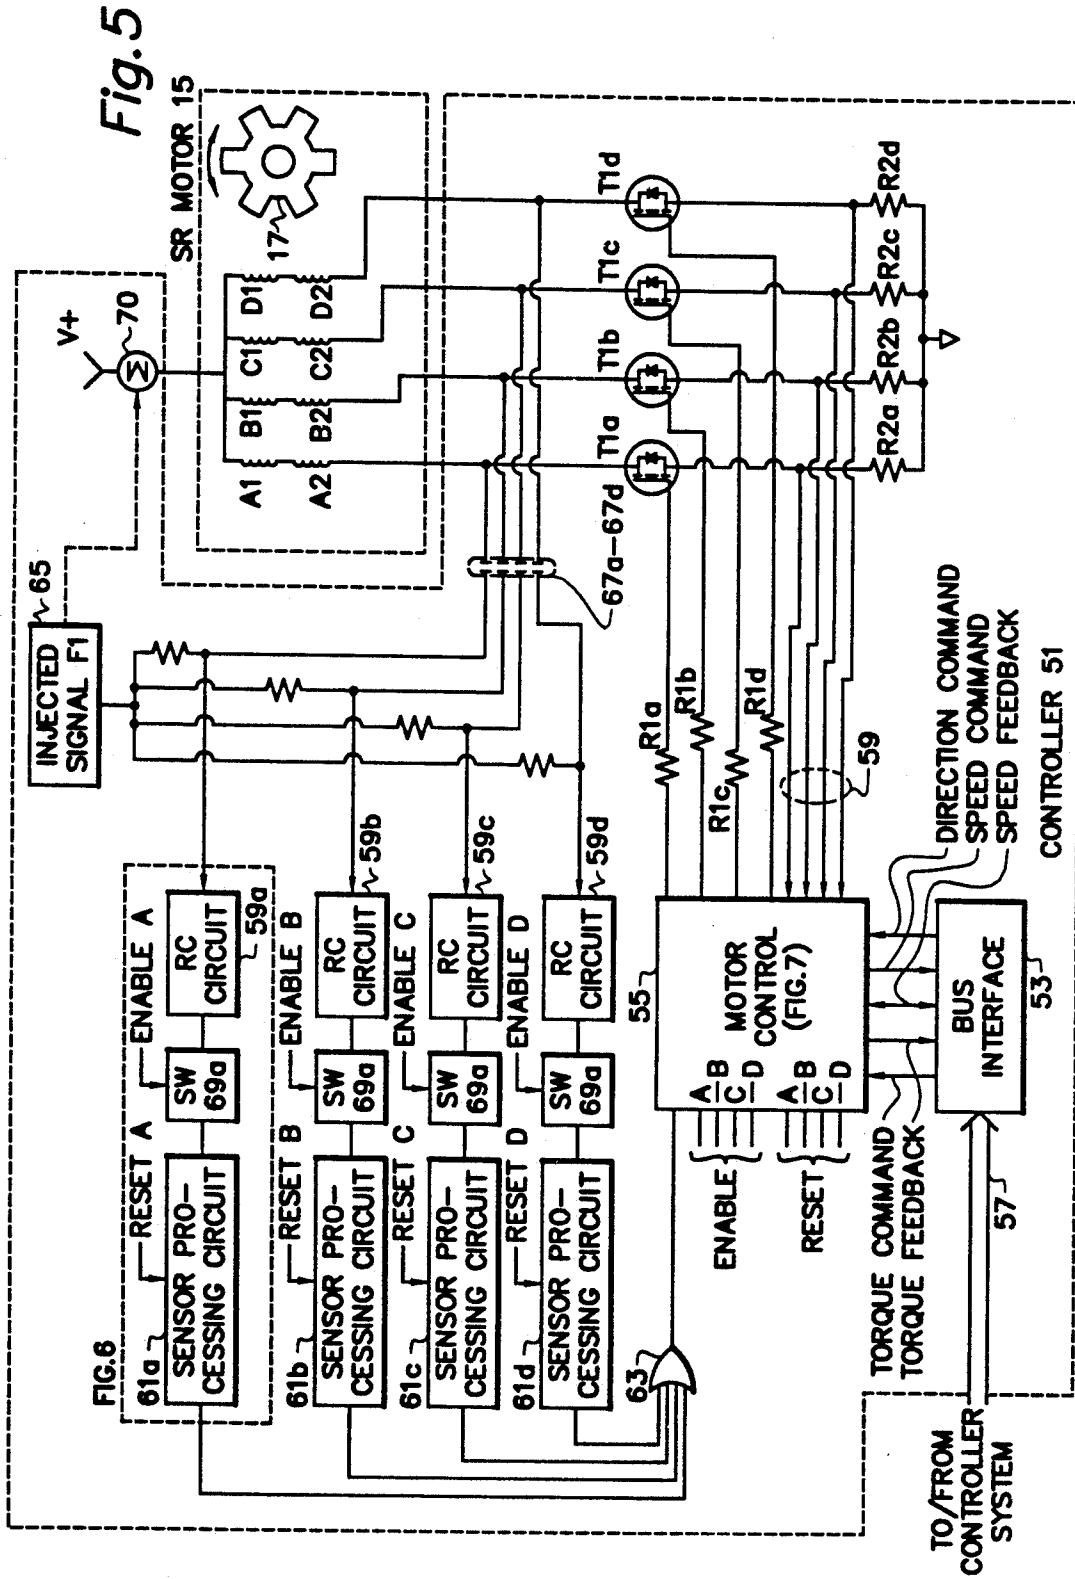 Fig.5
SR MOTOR 15
17
V+
70
D1
D2
C1
C2
B1
B2
A1
A2
INJECTED
SIGNAL F1
65
67a-67d
T1a
T1b
T1c
T1d
R2a
R2b
R2c
R2d
R1a
R1b
R1c
R1d
59
FIG.6
61a
SENSOR PRO-
CESSING CIRCUIT
RESET A
SW
69a
ENABLE A
RC
CIRCUIT
59a
61b
SENSOR PRO-
CESSING CIRCUIT
RESET B
SW
69a
ENABLE B
RC
CIRCUIT
59b
61c
SENSOR PRO-
CESSING CIRCUIT
RESET C
SW
69a
ENABLE C
RC
CIRCUIT
59c
61d
SENSOR PRO-
CESSING CIRCUIT
RESET D
SW
69a
ENABLE D
RC
CIRCUIT
59d
63
55
MOTOR
CONTROL
(FIG.7)
A
B
C
D
ENABLE
A
B
C
D
RESET
TORQUE COMMAND
TORQUE FEEDBACK
DIRECTION COMMAND
SPEED COMMAND
SPEED FEEDBACK
BUS
INTERFACE
53
57
TO/FROM
CONTROLLER
SYSTEM
CONTROLLER 51